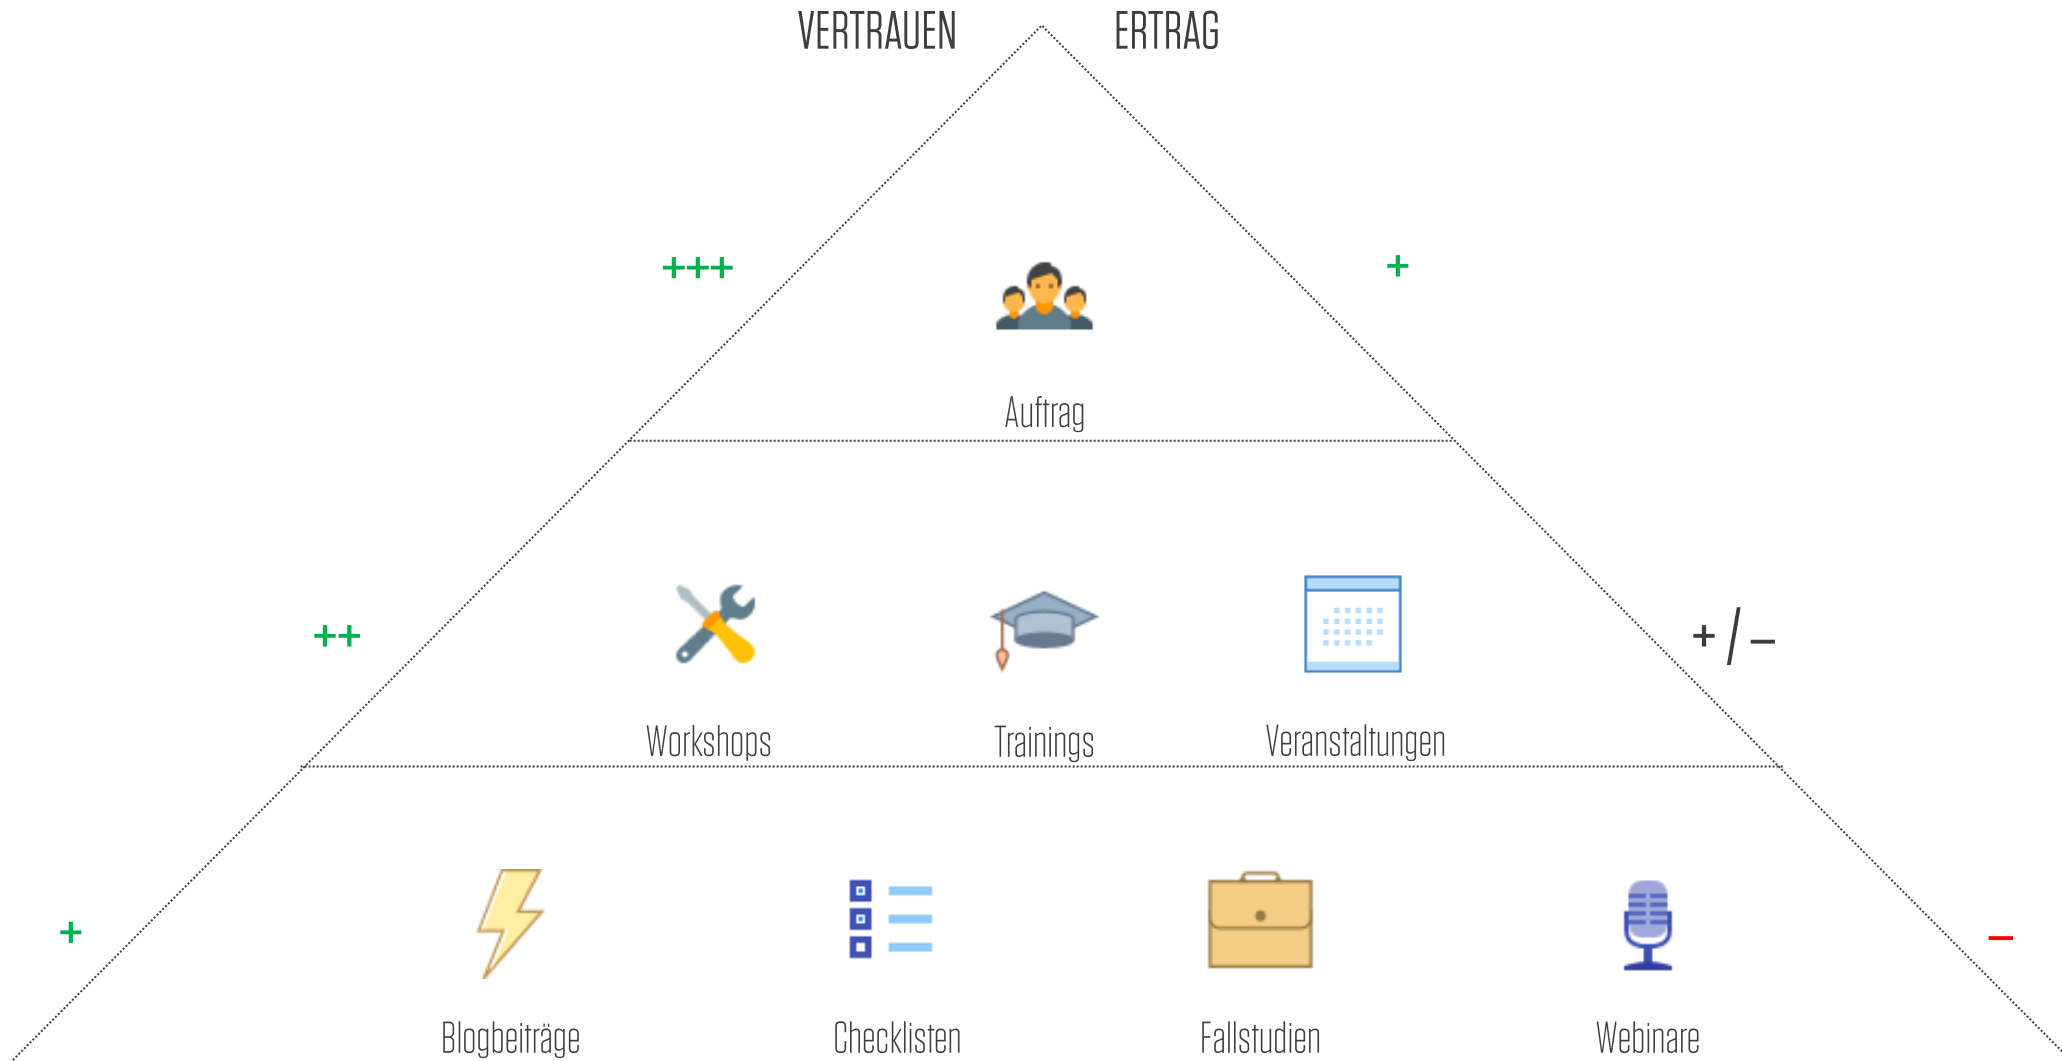 VERTRAUEN ERTRAG
+++ +
Auftrag
++ +/–
Workshops Trainings Veranstaltungen
+ –
Blogbeiträge Checklisten Fallstudien Webinare